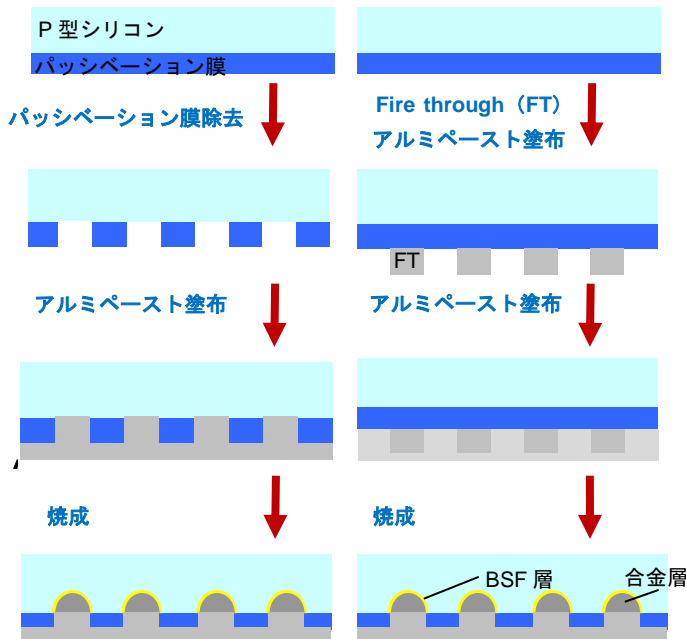 P型シリコン
パッシベーション膜
パッシベーション膜除去
Fire through（FT）
アルミペースト塗布
FT
アルミペースト塗布
アルミペースト塗布
焼成
焼成
BSF 層
合金層